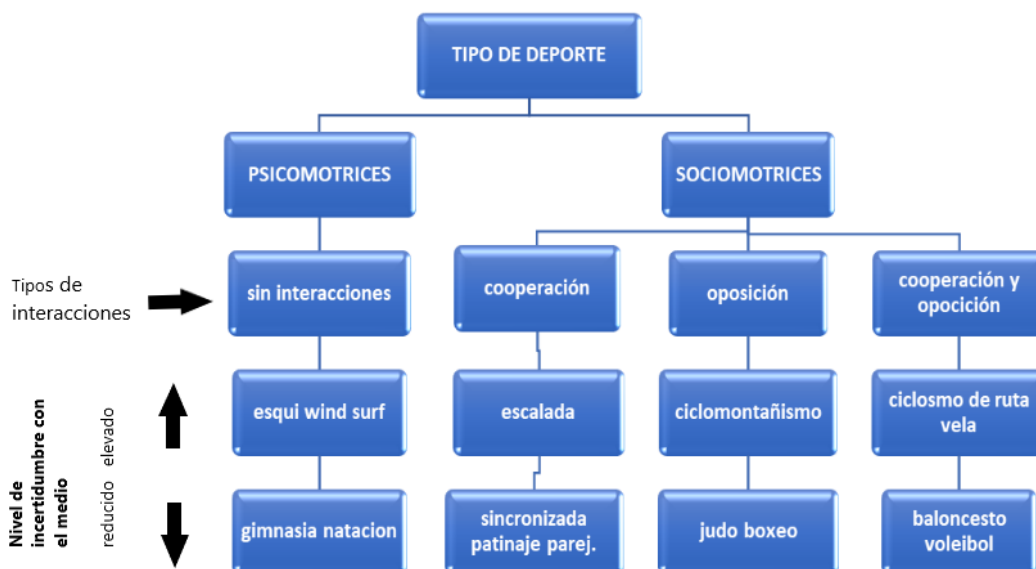 TIPO DE DEPORTE
PSICOMOTRICES
SOCIOMOTRICES
Tipos de
interacciones
sin interacciones
cooperación
oposición
cooperación y
opocición
Nivel de
incertidumbre con
el medio
reducido elevado
esqui wind surf
escalada
ciclomontañismo
ciclosmo de ruta
vela
gimnasia natacion
sincronizada
patinaje parej.
judo boxeo
baloncesto
voleibol